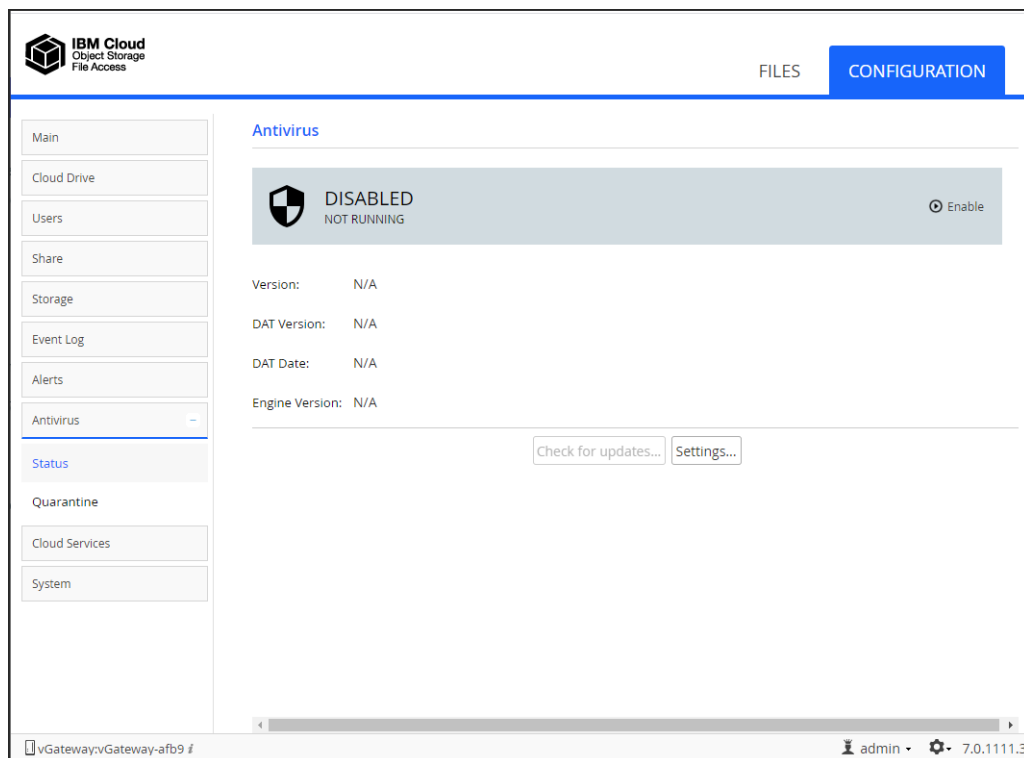 IBM Cloud
Object Storage
File Access
FILES
CONFIGURATION
Main
Cloud Drive
Users
Share
Storage
Event Log
Alerts
Antivirus
Status
Quarantine
Cloud Services
System
Antivirus
DISABLED
NOT RUNNING
Enable
Version: N/A
DAT Version: N/A
DAT Date: N/A
Engine Version: N/A
Check for updates... Settings...
vGateway:vGateway-afb9 i
admin 7.0.1111.3